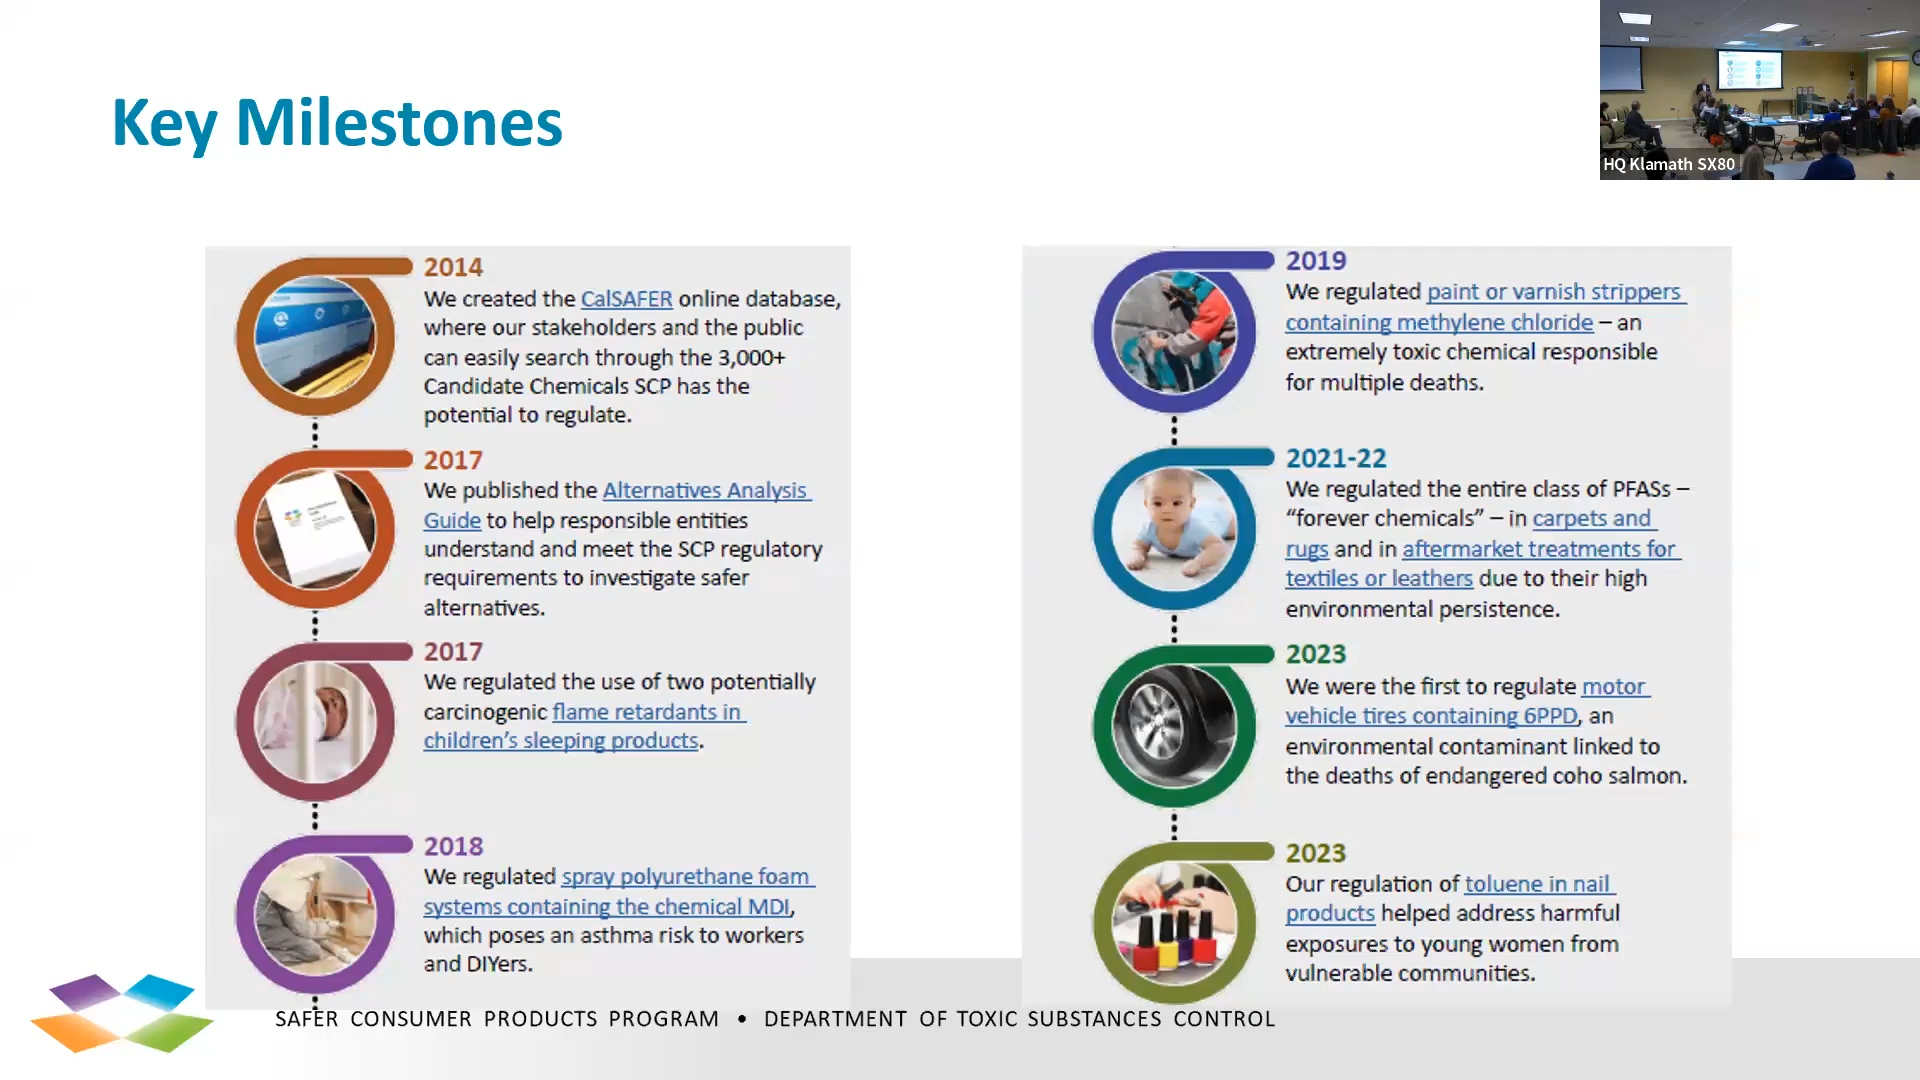 Key Milestones
HQ Klamath SX80
2014
We created the CalSAFER online database,
where our stakeholders and the public
can easily search through the 3,000+
Candidate Chemicals SCP has the
potential to regulate.
2017
We published the Alternatives Analysis
Guide to help responsible entities
understand and meet the SCP regulatory
requirements to investigate safer
alternatives.
2017
We regulated the use of two potentially
carcinogenic flame retardants in
children’s sleeping products.
2018
We regulated spray polyurethane foam
systems containing the chemical MDI,
which poses an asthma risk to workers
and DIYers.
2019
We regulated paint or varnish strippers
containing methylene chloride – an
extremely toxic chemical responsible
for multiple deaths.
2021-22
We regulated the entire class of PFASs –
“forever chemicals” – in carpets and
rugs and in aftermarket treatments for
textiles or leathers due to their high
environmental persistence.
2023
We were the first to regulate motor
vehicle tires containing 6PPD, an
environmental contaminant linked to
the deaths of endangered coho salmon.
2023
Our regulation of toluene in nail
products helped address harmful
exposures to young women from
vulnerable communities.
SAFER CONSUMER PRODUCTS PROGRAM • DEPARTMENT OF TOXIC SUBSTANCES CONTROL